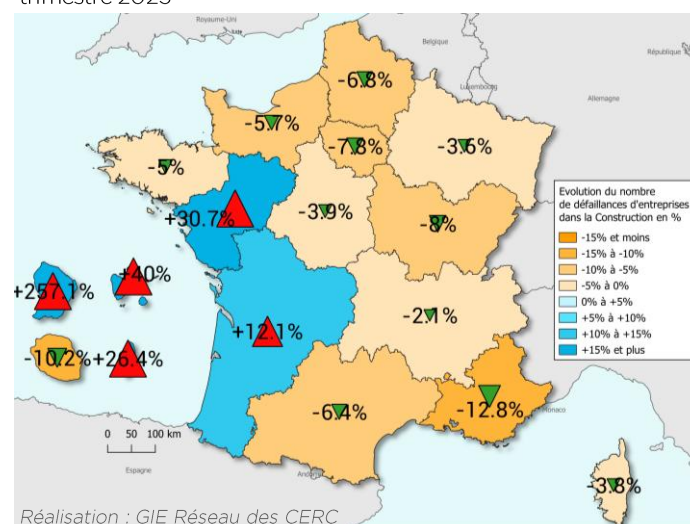 trimestre 2025
Royaume-Uni
Belgique
République
Luxembourg
Allemagne
-6.8%
-5.7%
-7.8%
-3.6%
-5%
+30.7%
-3.9%
-8%
+257.1%
+40%
+12.1%
-2.1%
-10.2%
+26.4%
-6.4%
-12.8%
Monaco
-3.8%
0 50 100 km
Espagne
Evolution du nombre
de défaillances d'entreprises
dans la Construction en %
-15% et moins
-15% à -10%
-10% à -5%
-5% à 0%
0% à +5%
+5% à +10%
+10% à +15%
+15% et plus
Réalisation : GIE Réseau des CERC